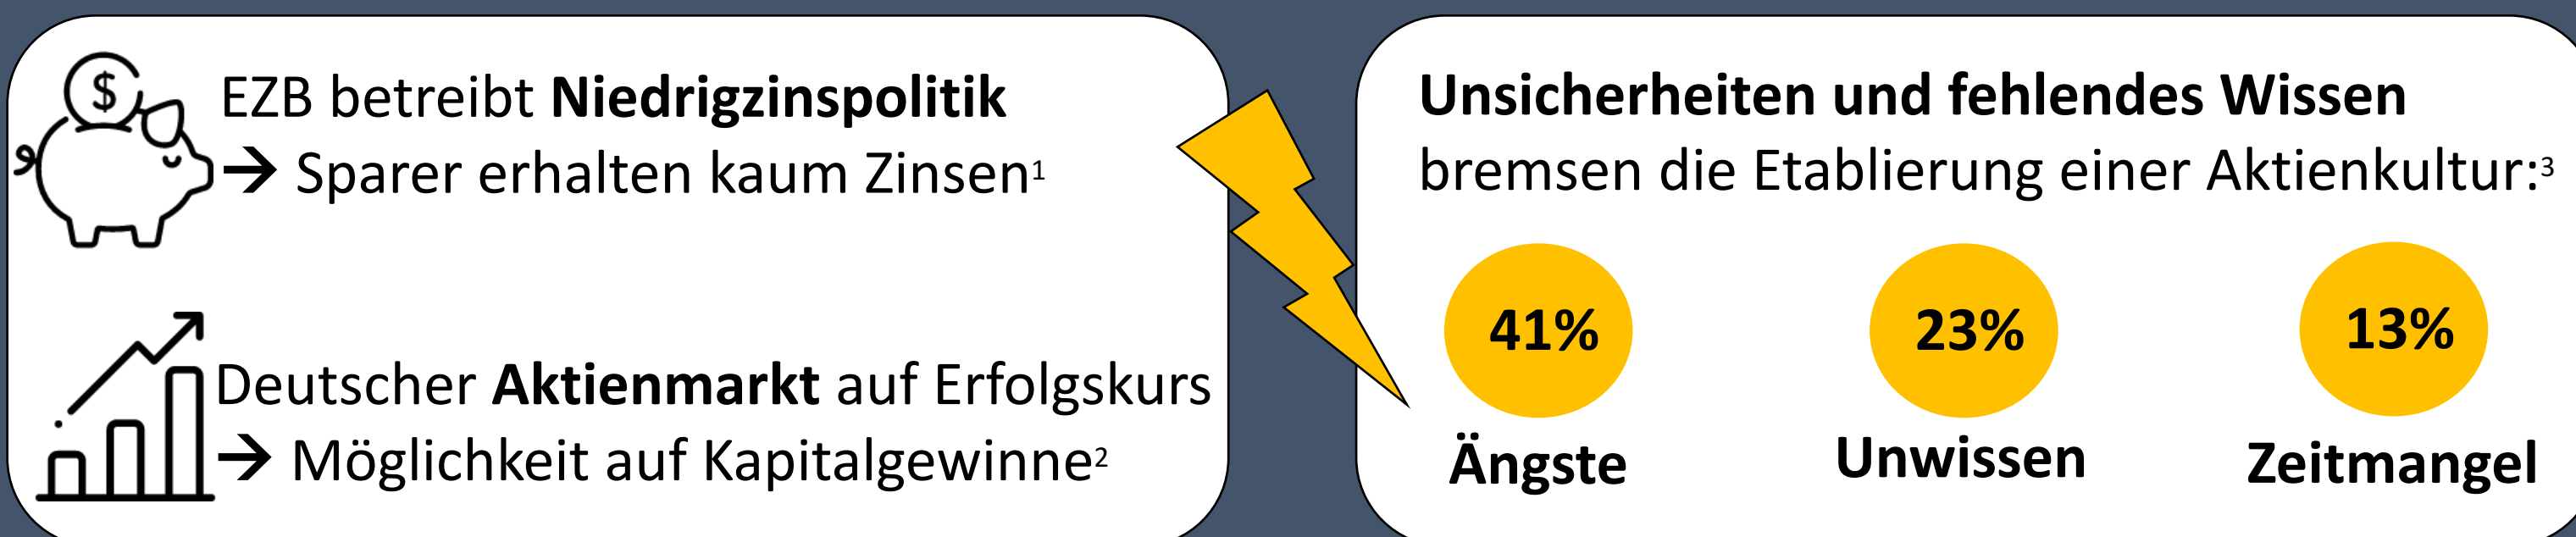 $
EZB betreibt Niedrigzinspolitik
→ Sparer erhalten kaum Zinsen¹
Deutscher Aktienmarkt auf Erfolgskurs
→ Möglichkeit auf Kapitalgewinne²
Unsicherheiten und fehlendes Wissen
bremsen die Etablierung einer Aktienkultur:³
41%
Ängste
23%
Unwissen
13%
Zeitmangel